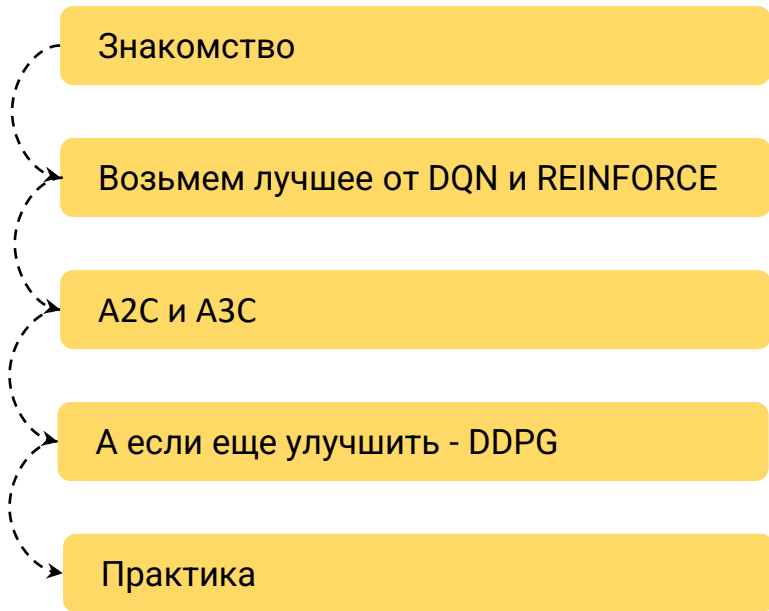 Знакомство
Возьмем лучшее от DQN и REINFORCE
A2C и A3C
А если еще улучшить - DDPG
Практика